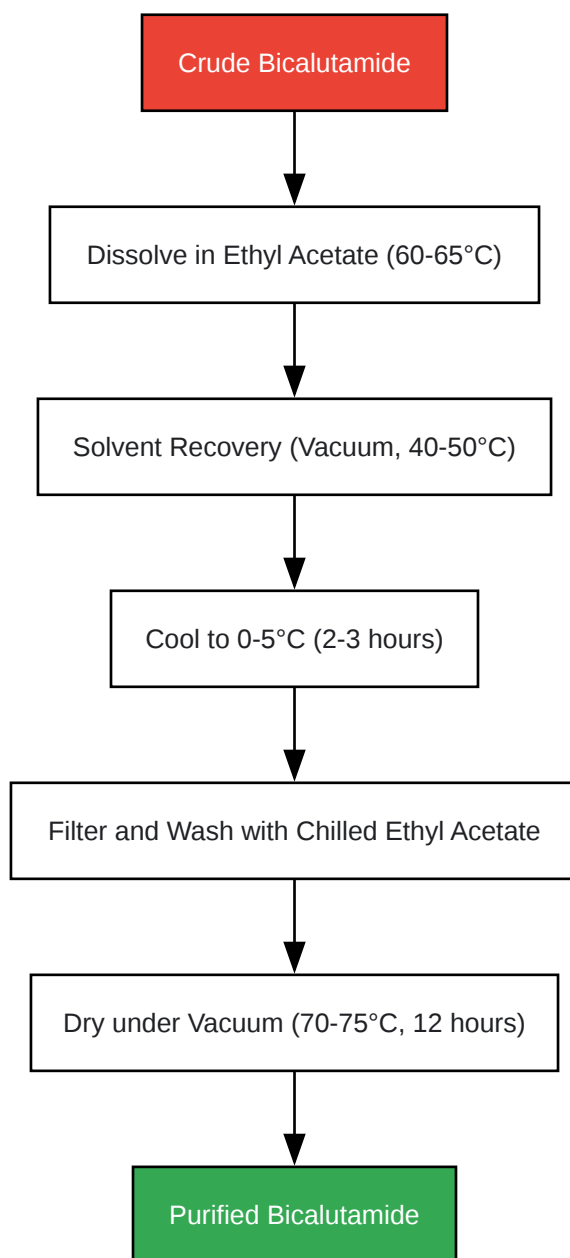 Crude Bicalutamide
Dissolve in Ethyl Acetate (60-65°C)
Solvent Recovery (Vacuum, 40-50°C)
Cool to 0-5°C (2-3 hours)
Filter and Wash with Chilled Ethyl Acetate
Dry under Vacuum (70-75°C, 12 hours)
Purified Bicalutamide